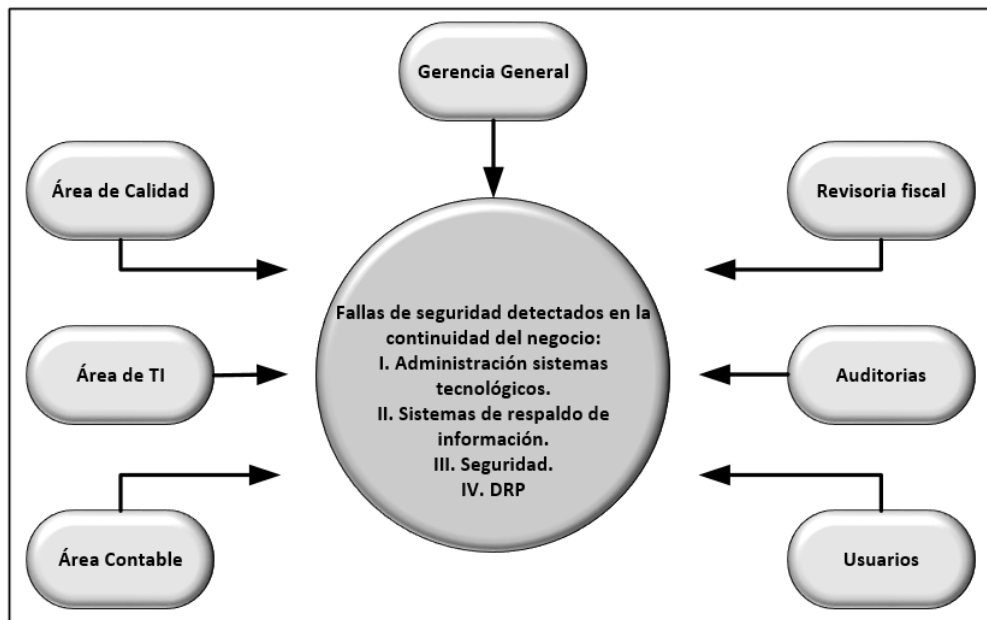 Gerencia General
Área de Calidad
Revisoria fiscal
Fallas de seguridad detectados en la
continuidad del negocio:
I. Administración sistemas
tecnológicos.
II. Sistemas de respaldo de
información.
III. Seguridad.
IV. DRP
Área de TI
Auditorias
Área Contable
Usuarios